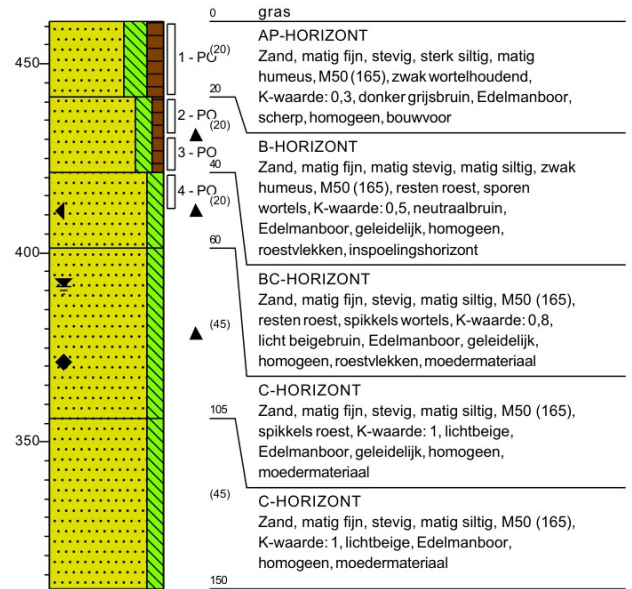 0 gras
450
1 - PO (20)
20
2 - PO (20)
3 - PO
40
4 - PO (20)
60
400
(45)
105
350
(45)
150
AP-HORIZONT
Zand, matig fijn, stevig, sterk siltig, matig
humeus, M50 (165), zwak wortelhoudend,
K-waarde: 0,3, donker grijsbruin, Edelmanboor,
scherp, homogeen, bouwvoor
B-HORIZONT
Zand, matig fijn, matig stevig, matig siltig, zwak
humeus, M50 (165), resten roest, sporen
wortels, K-waarde: 0,5, neutraalbruin,
Edelmanboor, geleidelijk, homogeen,
roestvlekken, inspoelingshorizont
BC-HORIZONT
Zand, matig fijn, stevig, matig siltig, M50 (165),
resten roest, spikkels wortels, K-waarde: 0,8,
licht beigebruin, Edelmanboor, geleidelijk,
homogeen, roestvlekken, moedermateriaal
C-HORIZONT
Zand, matig fijn, stevig, matig siltig, M50 (165),
spikkels roest, K-waarde: 1, lichtbeige,
Edelmanboor, geleidelijk, homogeen,
moedermateriaal
C-HORIZONT
Zand, matig fijn, stevig, matig siltig, M50 (165),
K-waarde: 1, lichtbeige, Edelmanboor,
homogeen, moedermateriaal